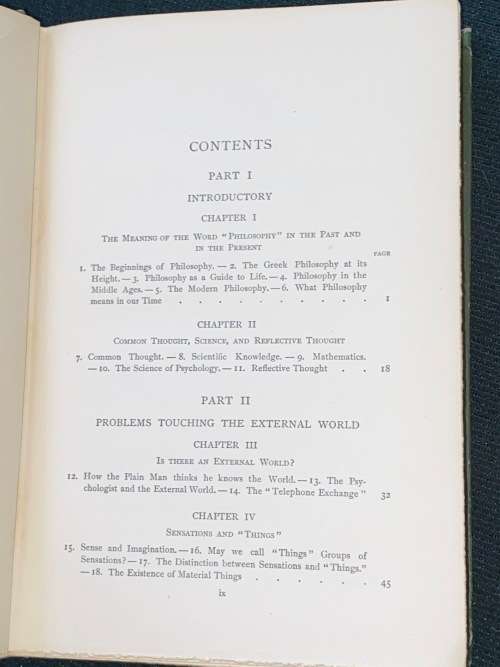 CONTENTS
PART I
INTRODUCTORY
CHAPTER I
The Meaning of the Word "Philosophy" in the Past and
in the Present
PAGE
1. The Beginnings of Philosophy. — 2. The Greek Philosophy at its
Height. — 3. Philosophy as a Guide to Life. — 4. Philosophy in the
Middle Ages. — 5. The Modern Philosophy. — 6. What Philosophy
means in our Time . . . . . . . . . 1
CHAPTER II
Common Thought, Science, and Reflective Thought
7. Common Thought. — 8. Scientific Knowledge. — 9. Mathematics.
— 10. The Science of Psychology. — 11. Reflective Thought . . 18
PART II
PROBLEMS TOUCHING THE EXTERNAL WORLD
CHAPTER III
Is there an External World?
12. How the Plain Man thinks he knows the World. — 13. The Psy-
chologist and the External World. — 14. The "Telephone Exchange" 32
CHAPTER IV
Sensations and "Things"
15. Sense and Imagination. — 16. May we call "Things" Groups of
Sensations? — 17. The Distinction between Sensations and "Things."
— 18. The Existence of Material Things . . . . . 45
ix